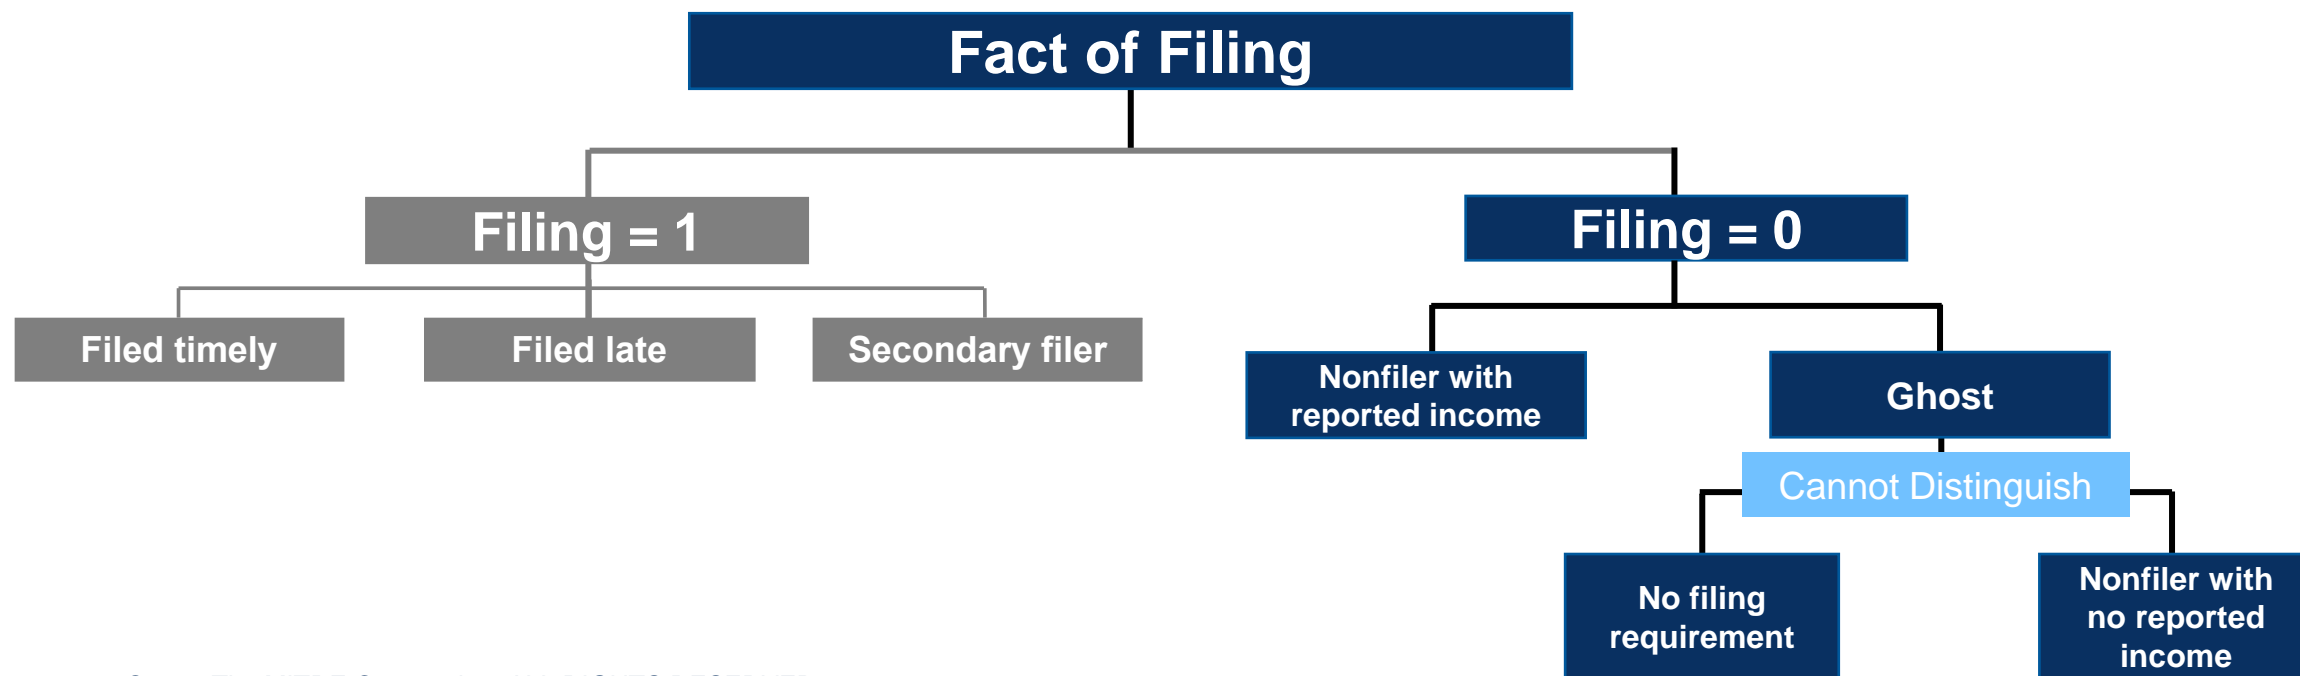 Fact of Filing
Filing = 1
Filing = 0
Filed timely
Filed late
Secondary filer
Nonfiler with
reported income
Ghost
Cannot Distinguish
No filing
requirement
Nonfiler with
no reported
income